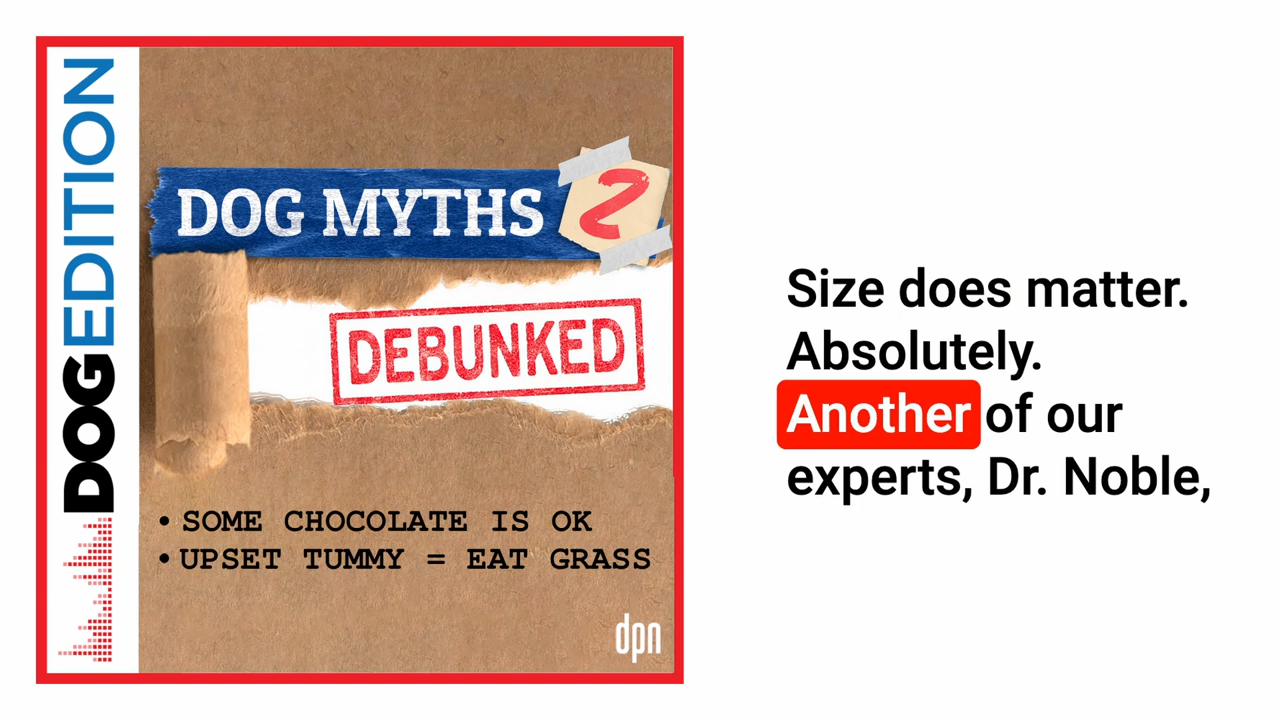 DOGEDITION
DOG MYTHS 2
DEBUNKED
• SOME CHOCOLATE IS OK
• UPSET TUMMY = EAT GRASS
dpn
Size does matter.
Absolutely.
Another of our
experts, Dr. Noble,